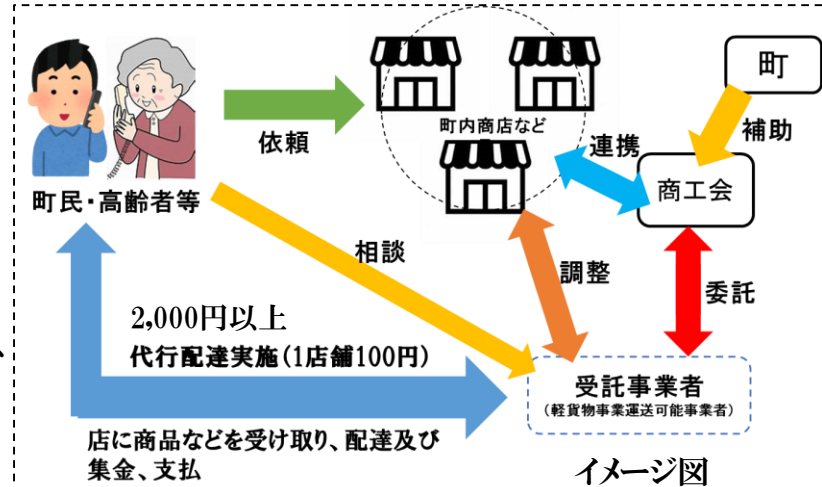 町
町内商店など
依頼
連携
補助
商工会
町民・高齢者等
相談
調整
委託
2,000円以上
代行配達実施(1店舗100円)
受託事業者
(軽貨物事業運送可能事業者)
店に商品などを受け取り、配達及び
集金、支払
イメージ図